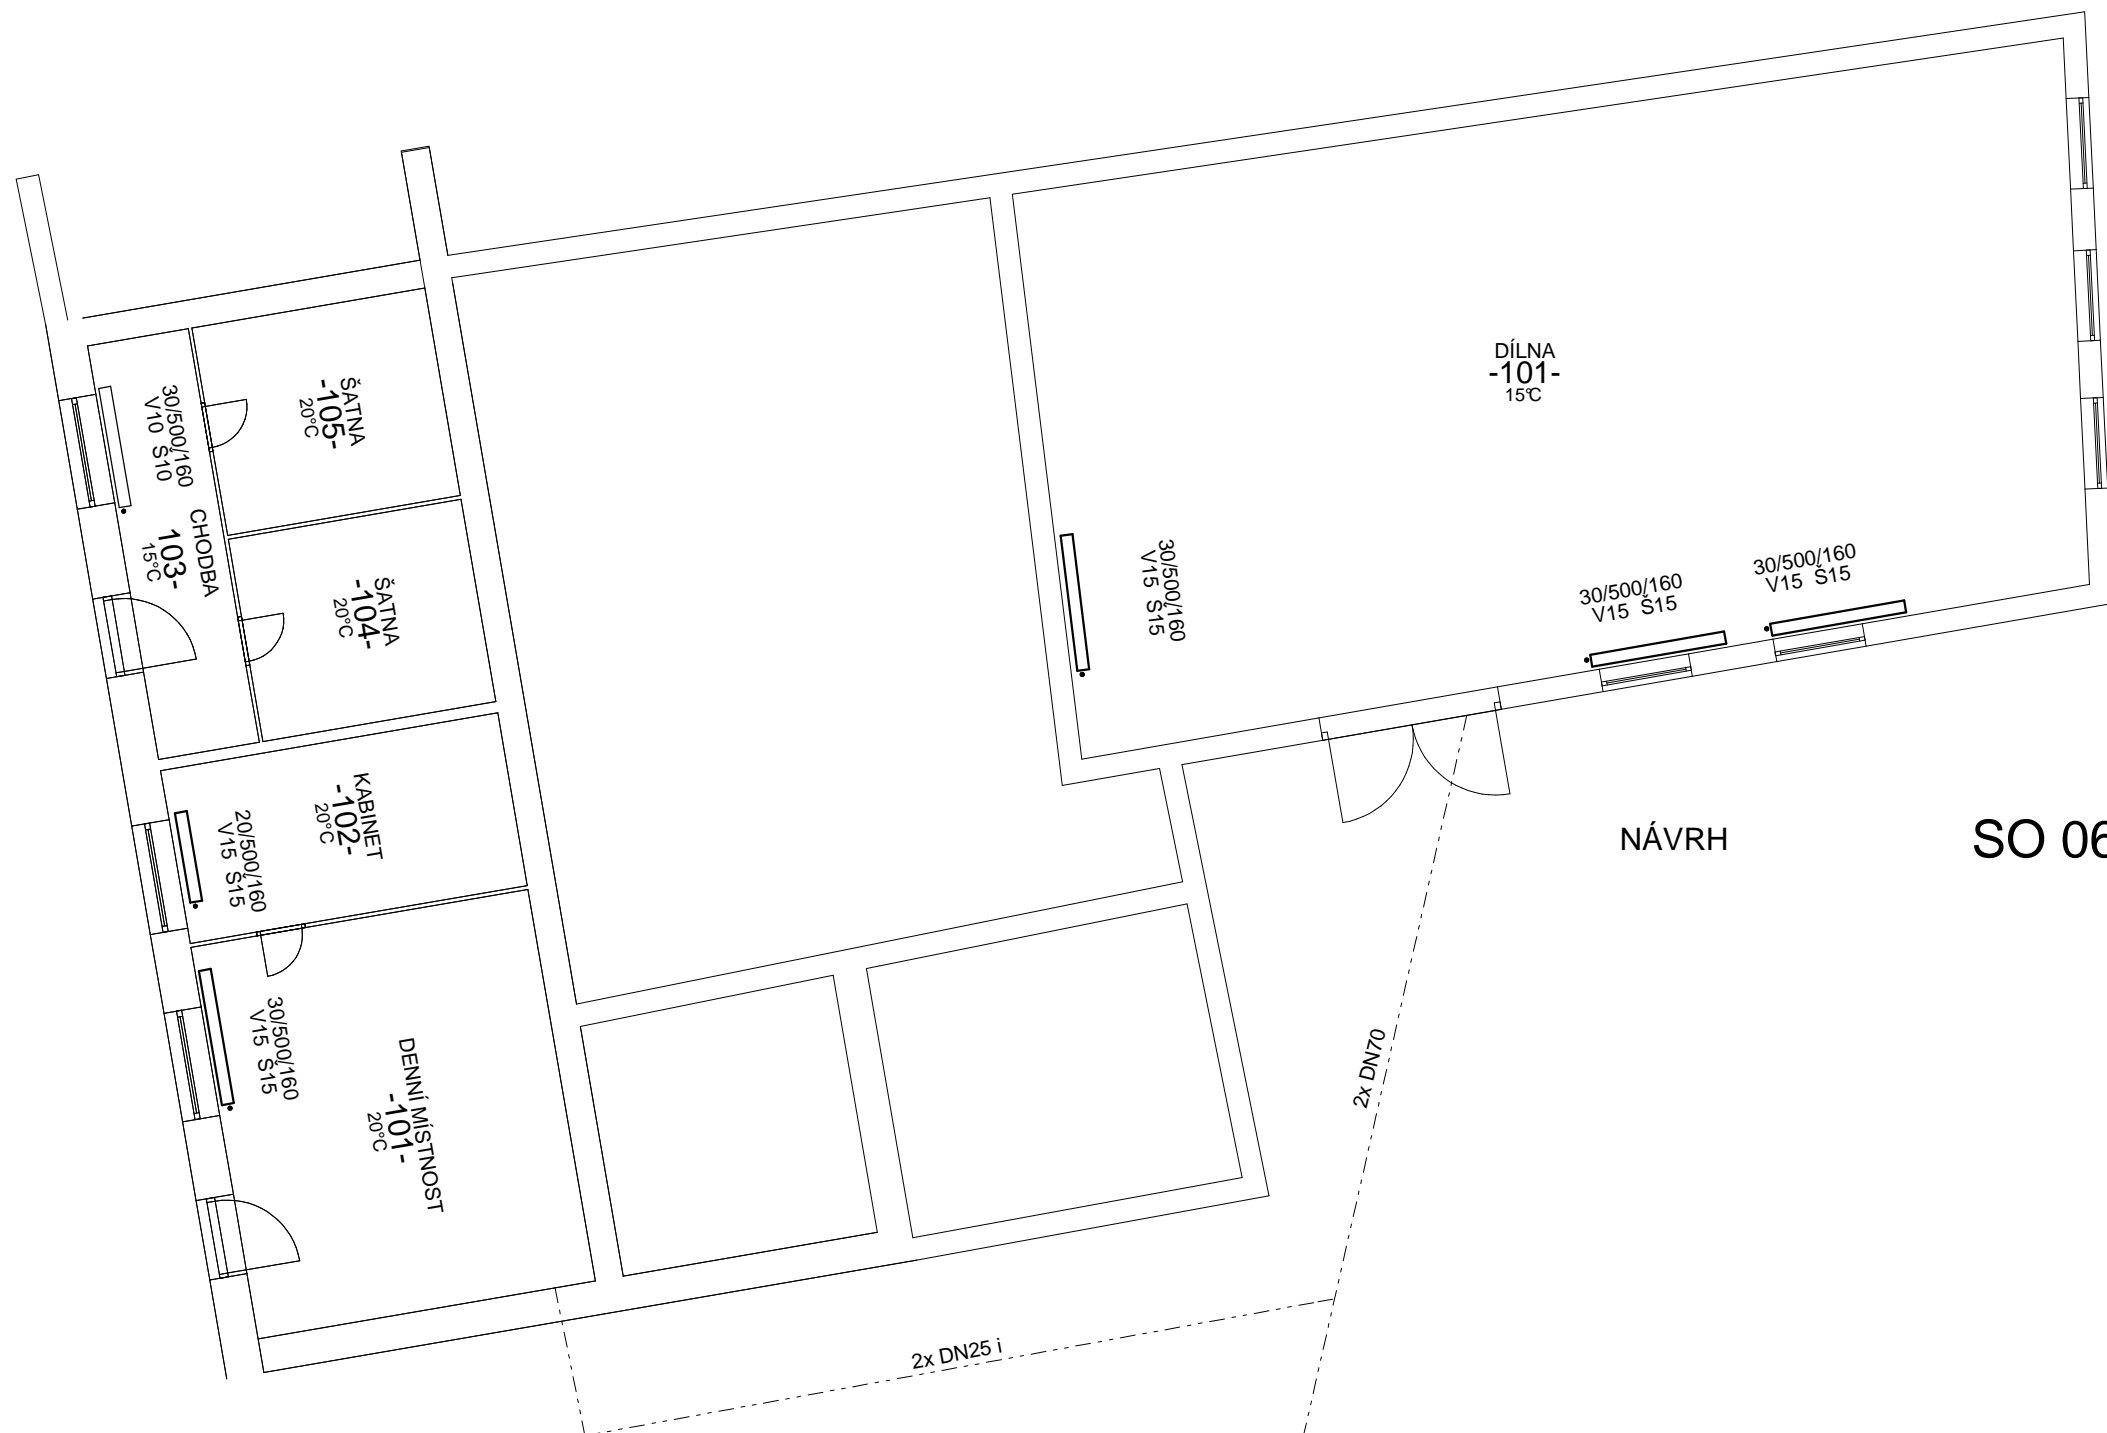 DÍLNA
-101-
15°C
30/500/160
V15 Š15
30/500/160
V15 Š15
30/500/160
V15 Š15
ŠATNA
-105-
20°C
30/500/160
V10 Š10
CHODBA
103-
15°C
ŠATNA
-104-
20°C
KABINET
-102-
20°C
20/500/160
V15 Š15
30/500/160
V15 Š15
DENNÍ MÍSTNOST
-101-
20°C
NÁVRH
SO 06
2x DN70
2x DN25 i